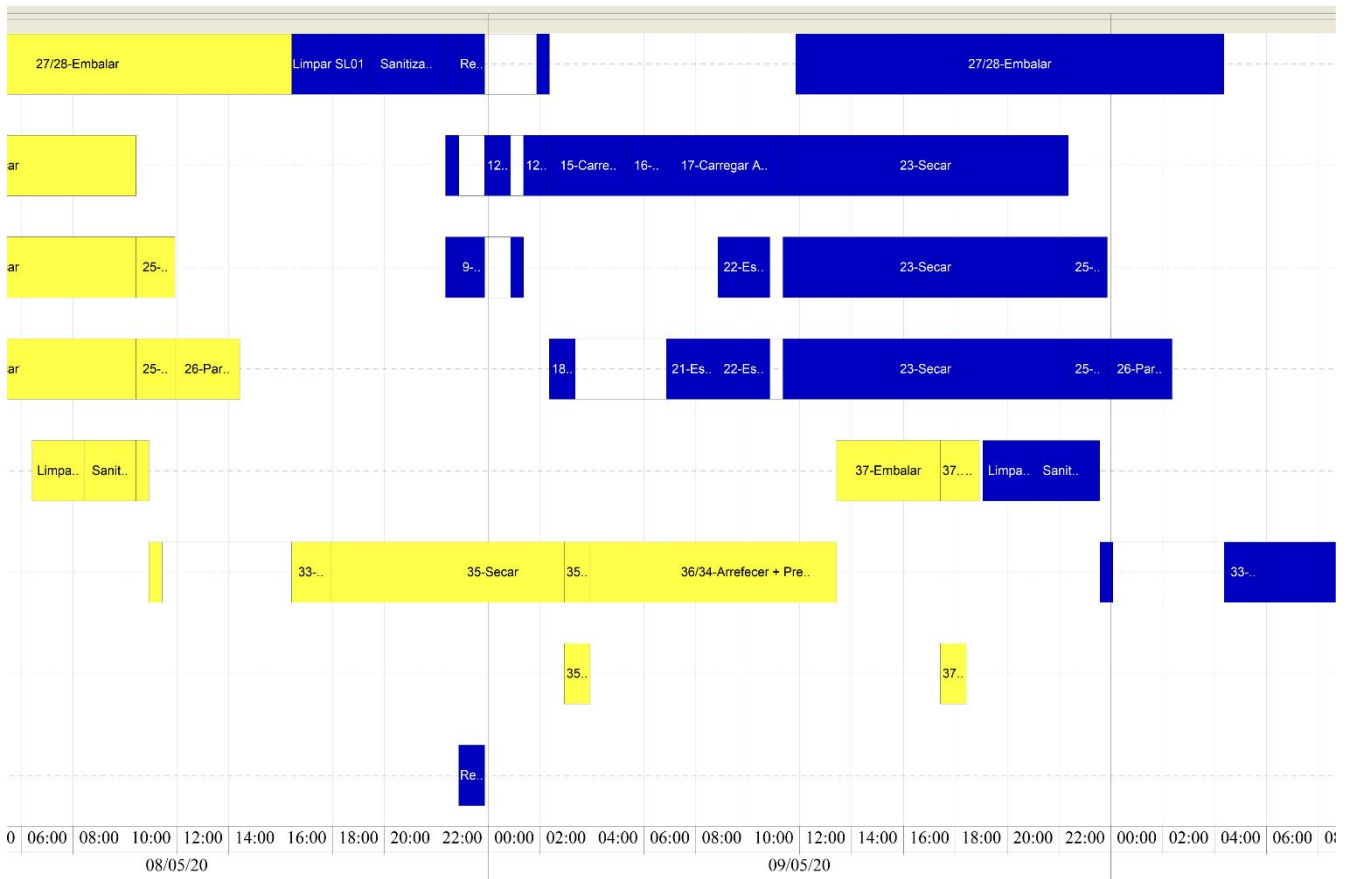 27/28-Embalar Limpar SL01 Sanitiza.. Re.. 27/28-Embalar
ar 12.. 12.. 15-Carre.. 16-.. 17-Carregar A.. 23-Secar
ar 25-.. 9-.. 22-Es.. 23-Secar 25-..
ar 25-.. 26-Par.. 18.. 21-Es.. 22-Es.. 23-Secar 25-.. 26-Par..
Limpa.. Sanit.. 37-Embalar 37.... Limpa.. Sanit..
33-.. 35-Secar 35.. 36/34-Arrefecer + Pre.. 33-..
35.. 37..
Re..
0 06:00 08:00 10:00 12:00 14:00 16:00 18:00 20:00 22:00 00:00 02:00 04:00 06:00 08:00 10:00 12:00 14:00 16:00 18:00 20:00 22:00 00:00 02:00 04:00 06:00 08
08/05/20 09/05/20